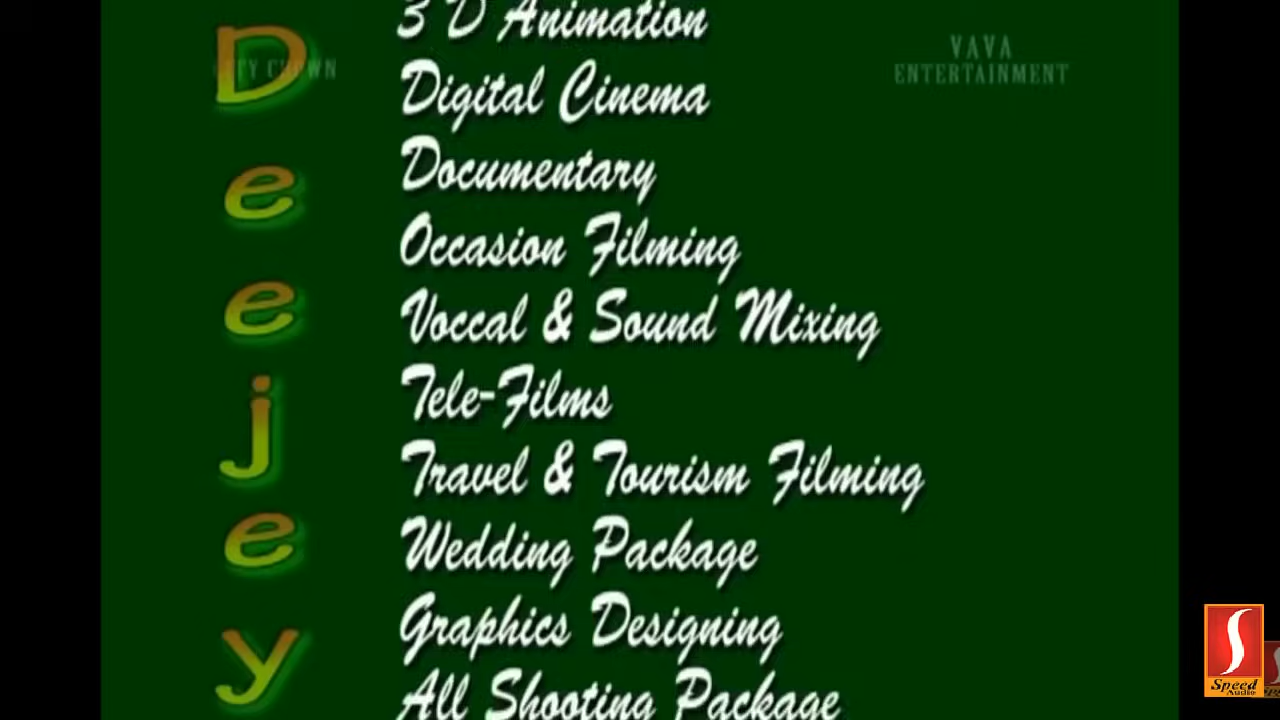 Deejey
3 D Animation
Digital Cinema
Documentary
Occasion Filming
Voccal & Sound Mixing
Tele-Films
Travel & Tourism Filming
Wedding Package
Graphics Designing
All Shooting Package
VAVA
ENTERTAINMENT
Speed
Audio